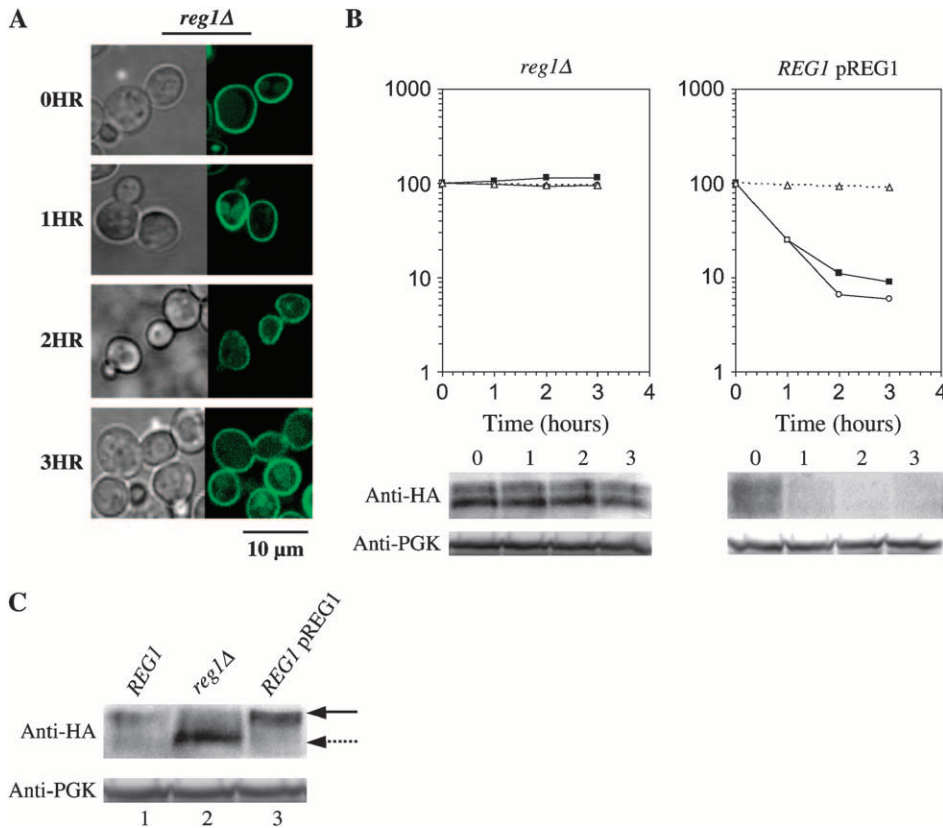 A
reg1Δ
0HR
1HR
2HR
3HR
10 µm
B
reg1Δ
REG1 pREG1
1000
100
10
1
0 1 2 3 4
Time (hours)
1000
100
10
1
0 1 2 3 4
Time (hours)
0 1 2 3
0 1 2 3
Anti-HA
Anti-PGK
C
REG1
reg1Δ
REG1 pREG1
Anti-HA
Anti-PGK
1 2 3